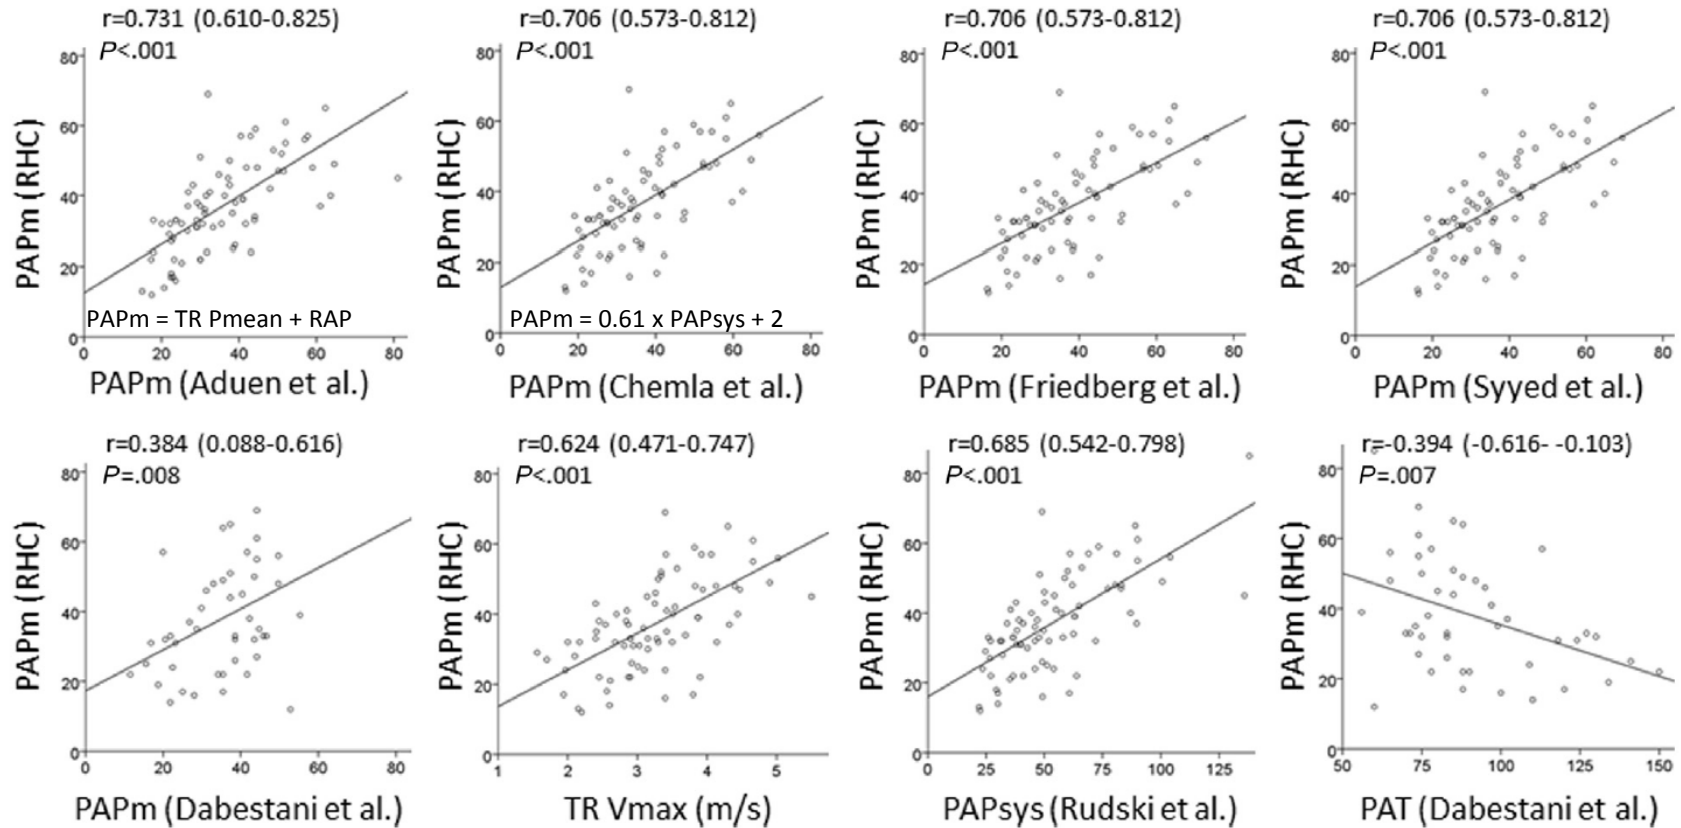 r=0.731 (0.610-0.825)
P<.001
80
60
40
20
0
PAPm (RHC)
PAPm = TR Pmean + RAP
0 20 40 60 80
PAPm (Aduen et al.)
r=0.706 (0.573-0.812)
P<.001
80
60
40
20
0
PAPm (RHC)
PAPm = 0.61 x PAPsys + 2
0 20 40 60 80
PAPm (Chemla et al.)
r=0.706 (0.573-0.812)
P<.001
80
60
40
20
0
PAPm (RHC)
0 20 40 60 80
PAPm (Friedberg et al.)
r=0.706 (0.573-0.812)
P<.001
80
60
40
20
0
PAPm (RHC)
0 20 40 60 80
PAPm (Syyed et al.)
r=0.384 (0.088-0.616)
P=.008
80
60
40
20
0
PAPm (RHC)
0 20 40 60 80
PAPm (Dabestani et al.)
r=0.624 (0.471-0.747)
P<.001
80
60
40
20
0
PAPm (RHC)
1 2 3 4 5
TR Vmax (m/s)
r=0.685 (0.542-0.798)
P<.001
80
60
40
20
0
PAPm (RHC)
0 25 50 75 100 125
PAPsys (Rudski et al.)
r=-0.394 (-0.616- -0.103)
P=.007
80
60
40
20
0
PAPm (RHC)
50 75 100 125 150
PAT (Dabestani et al.)